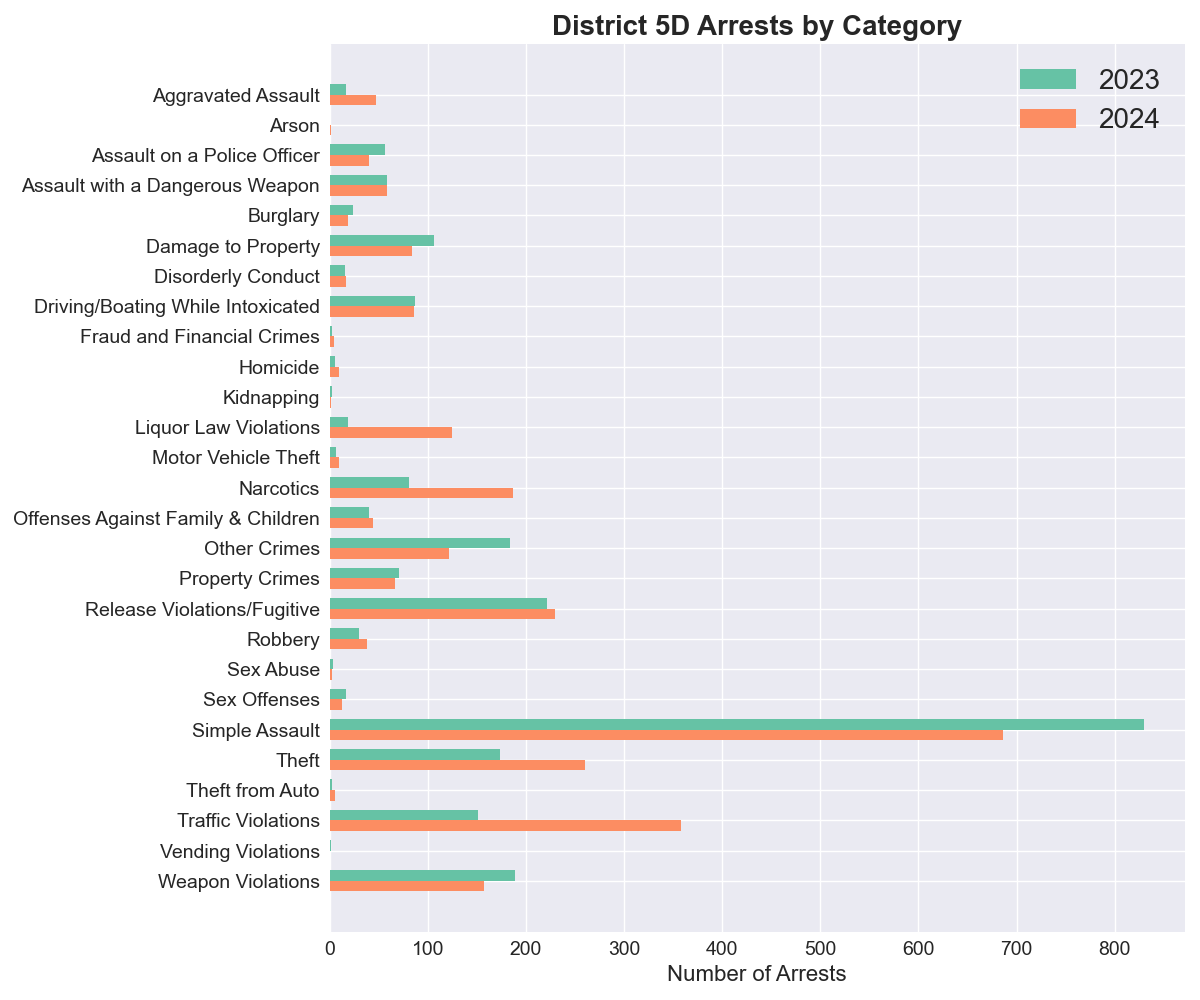 District 5D Arrests by Category
2023
2024
Aggravated Assault
Arson
Assault on a Police Officer
Assault with a Dangerous Weapon
Burglary
Damage to Property
Disorderly Conduct
Driving/Boating While Intoxicated
Fraud and Financial Crimes
Homicide
Kidnapping
Liquor Law Violations
Motor Vehicle Theft
Narcotics
Offenses Against Family & Children
Other Crimes
Property Crimes
Release Violations/Fugitive
Robbery
Sex Abuse
Sex Offenses
Simple Assault
Theft
Theft from Auto
Traffic Violations
Vending Violations
Weapon Violations
0 100 200 300 400 500 600 700 800
Number of Arrests